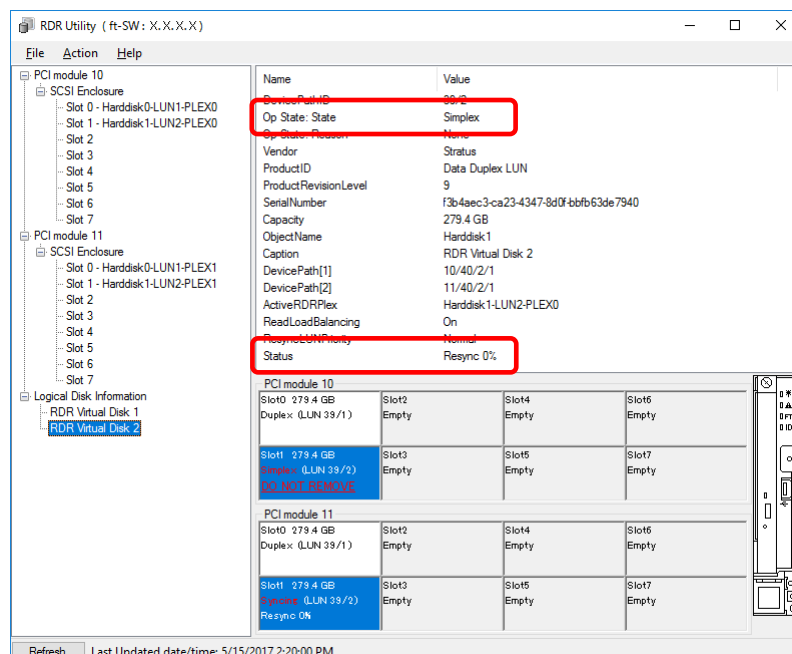 RDR Utility ( ft-SW : X.X.X.X )
File Action Help
PCI module 10
SCSI Enclosure
Slot 0 - Harddisk0-LUN1-PLEX0
Slot 1 - Harddisk1-LUN2-PLEX0
Slot 2
Slot 3
Slot 4
Slot 5
Slot 6
Slot 7
PCI module 11
SCSI Enclosure
Slot 0 - Harddisk0-LUN1-PLEX1
Slot 1 - Harddisk1-LUN2-PLEX1
Slot 2
Slot 3
Slot 4
Slot 5
Slot 6
Slot 7
Logical Disk Information
RDR Virtual Disk 1
RDR Virtual Disk 2
Name Value
DevicePathID 39/2
Op State: State Simplex
Op State: Reason None
Vendor Stratus
ProductID Data Duplex LUN
ProductRevisionLevel 9
SerialNumber f3b4aec3-ca23-4347-8d0f-bbfb63de7940
Capacity 279.4 GB
ObjectName Harddisk1
Caption RDR Virtual Disk 2
DevicePath[1] 10/40/2/1
DevicePath[2] 11/40/2/1
ActiveRDRPlex Harddisk1-LUN2-PLEX0
ReadLoadBalancing On
ResyncLUNPriority Normal
Status Resync 0%
PCI module 10
Slot0 279.4 GB Slot2 Slot4 Slot6
Duplex (LUN 39/1) Empty Empty Empty
Slot1 279.4 GB Slot3 Slot5 Slot7
Simplex (LUN 39/2) Empty Empty Empty
DO NOT REMOVE
PCI module 11
Slot0 279.4 GB Slot2 Slot4 Slot6
Duplex (LUN 39/1) Empty Empty Empty
Slot1 279.4 GB Slot3 Slot5 Slot7
Syncing (LUN 39/2) Empty Empty Empty
Resync 0%
Refresh Last Updated date/time: 5/15/2017 2:20:00 PM